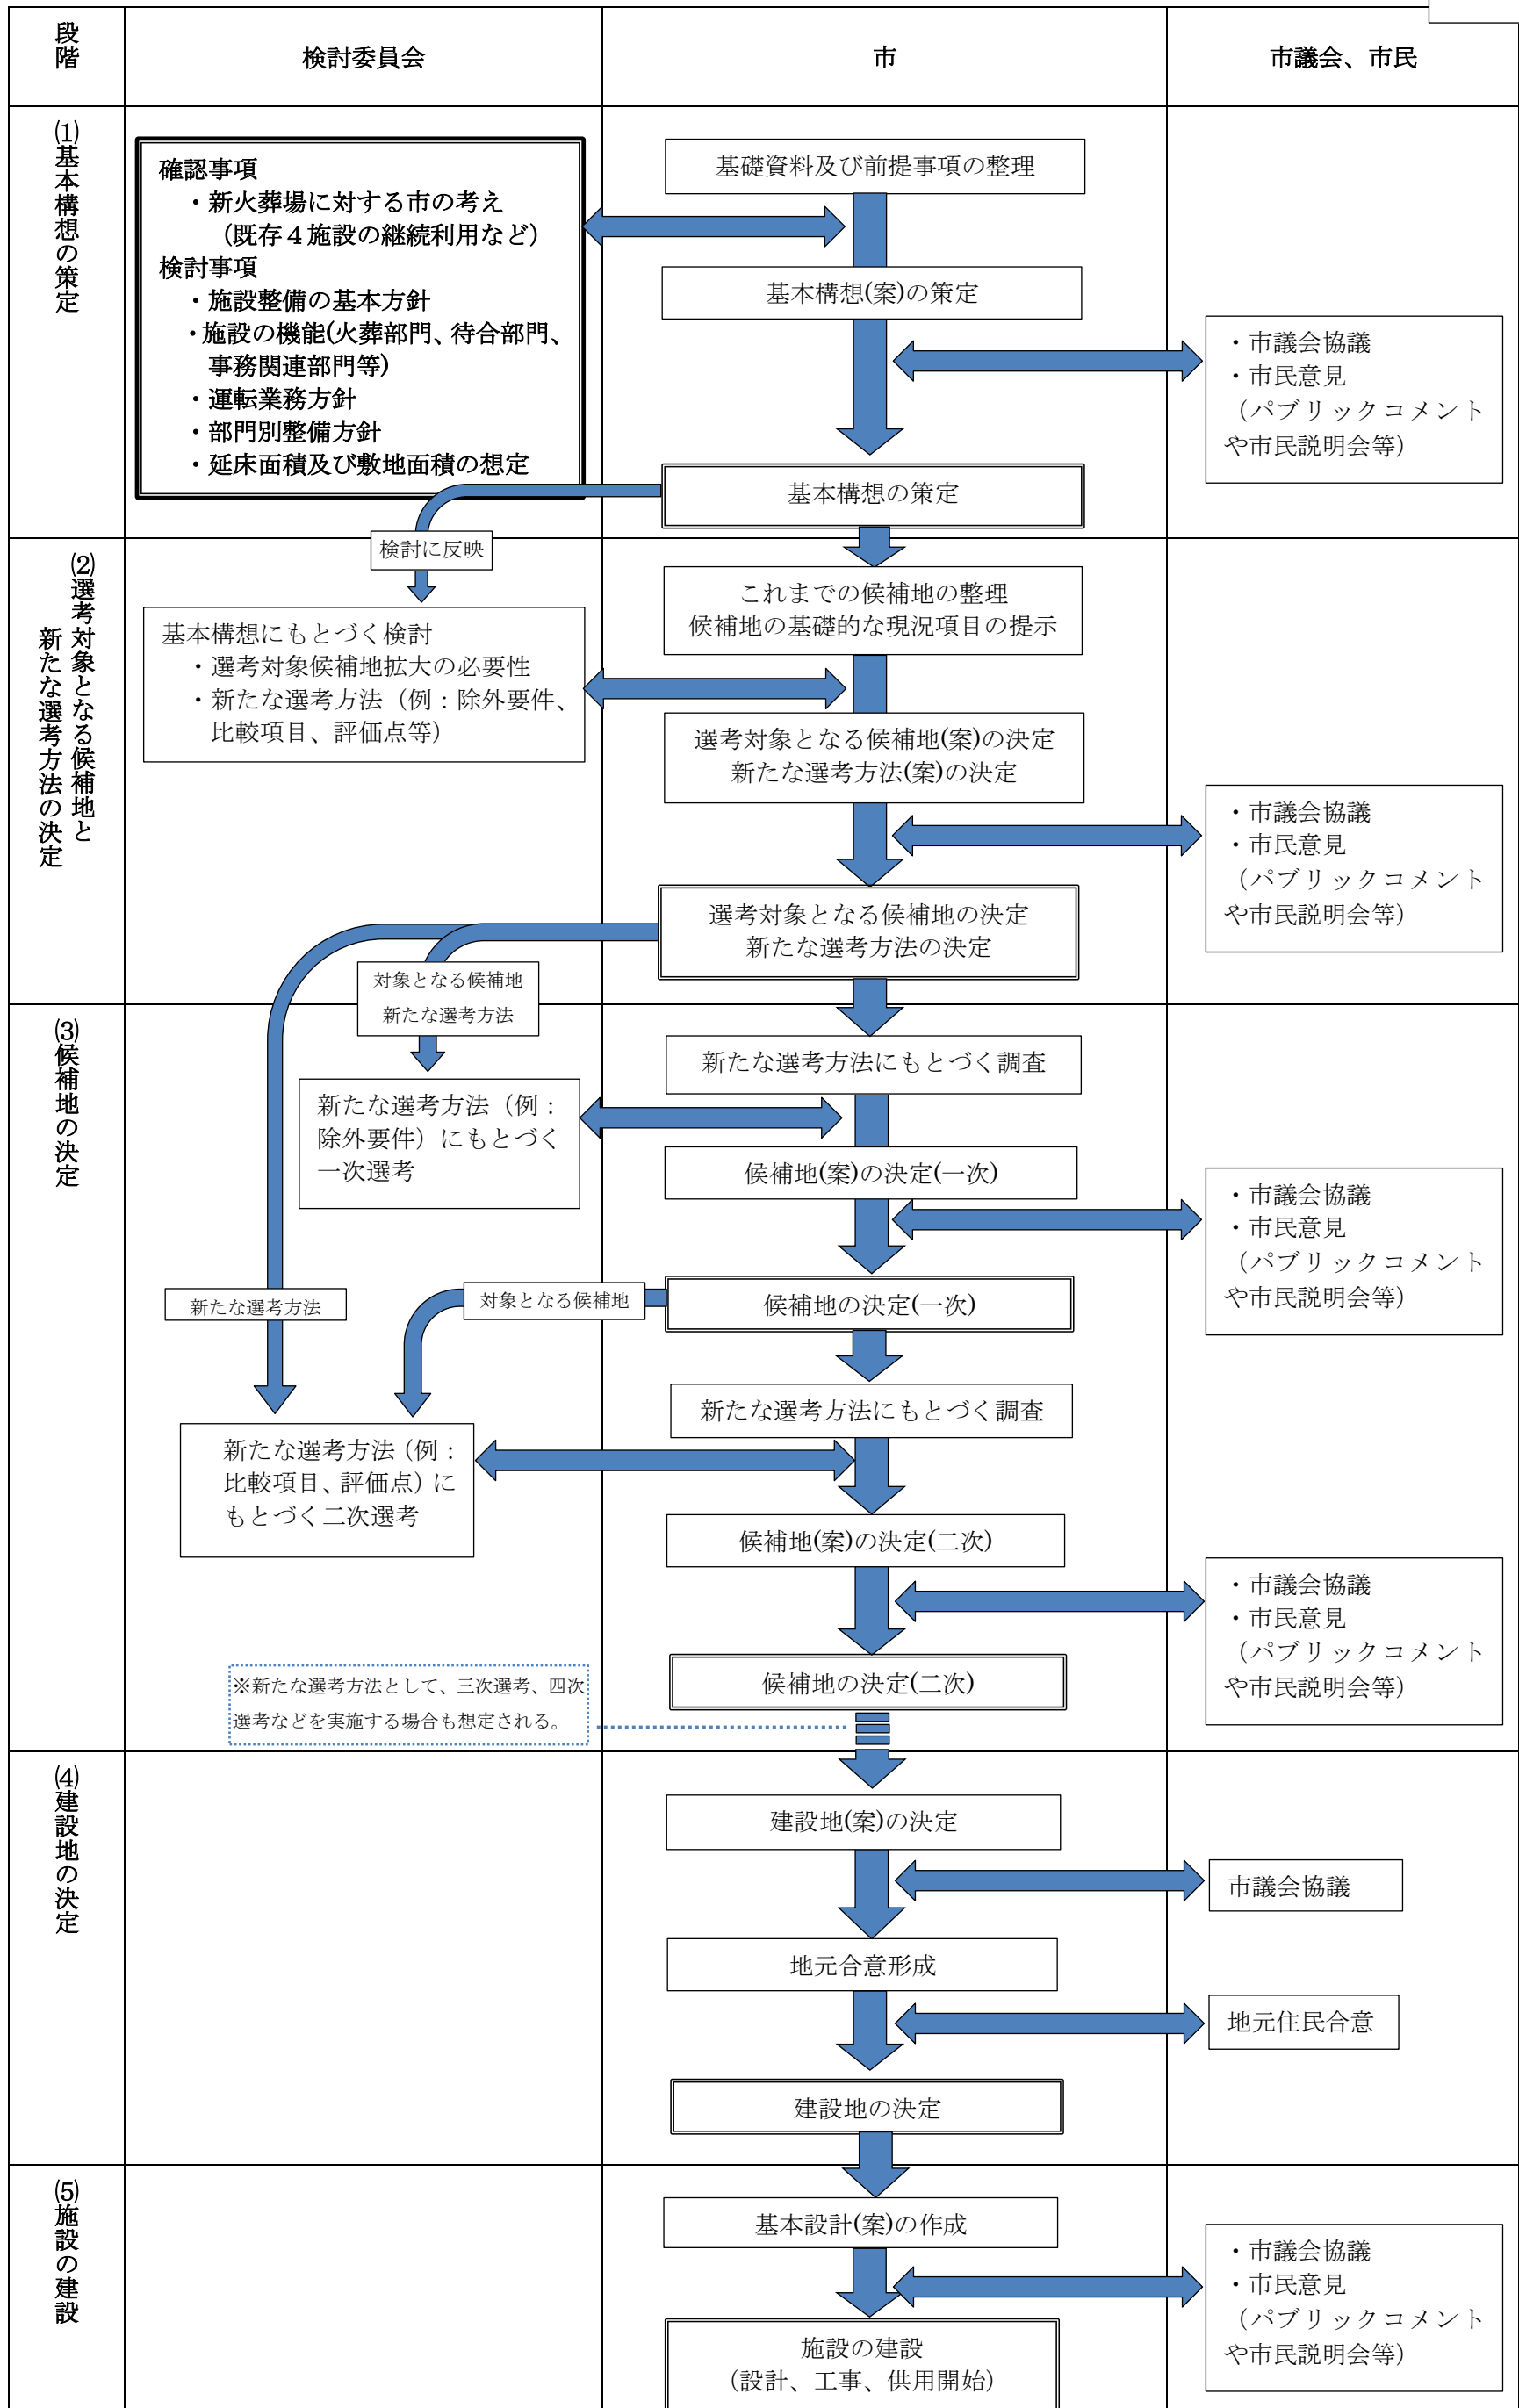 段階
検討委員会
市
市議会、市民
⑴基本構想の策定
確認事項
・新火葬場に対する市の考え
（既存４施設の継続利用など）
検討事項
・施設整備の基本方針
・施設の機能(火葬部門、待合部門、
事務関連部門等)
・運転業務方針
・部門別整備方針
・延床面積及び敷地面積の想定
基礎資料及び前提事項の整理
基本構想(案)の策定
・市議会協議
・市民意見
（パブリックコメント
や市民説明会等）
基本構想の策定
検討に反映
⑵選考対象となる候補地と
新たな選考方法の決定
これまでの候補地の整理
候補地の基礎的な現況項目の提示
基本構想にもとづく検討
・選考対象候補地拡大の必要性
・新たな選考方法（例：除外要件、
比較項目、評価点等）
選考対象となる候補地(案)の決定
新たな選考方法(案)の決定
・市議会協議
・市民意見
（パブリックコメント
や市民説明会等）
選考対象となる候補地の決定
新たな選考方法の決定
対象となる候補地
新たな選考方法
⑶候補地の決定
新たな選考方法にもとづく調査
新たな選考方法（例：
除外要件）にもとづく
一次選考
候補地(案)の決定(一次)
・市議会協議
・市民意見
（パブリックコメント
や市民説明会等）
新たな選考方法
対象となる候補地
候補地の決定(一次)
新たな選考方法にもとづく調査
新たな選考方法（例：
比較項目、評価点）に
もとづく二次選考
候補地(案)の決定(二次)
・市議会協議
・市民意見
（パブリックコメント
や市民説明会等）
候補地の決定(二次)
※新たな選考方法として、三次選考、四次
選考などを実施する場合も想定される。
⑷建設地の決定
建設地(案)の決定
市議会協議
地元合意形成
地元住民合意
建設地の決定
⑸施設の建設
基本設計(案)の作成
・市議会協議
・市民意見
（パブリックコメント
や市民説明会等）
施設の建設
（設計、工事、供用開始）